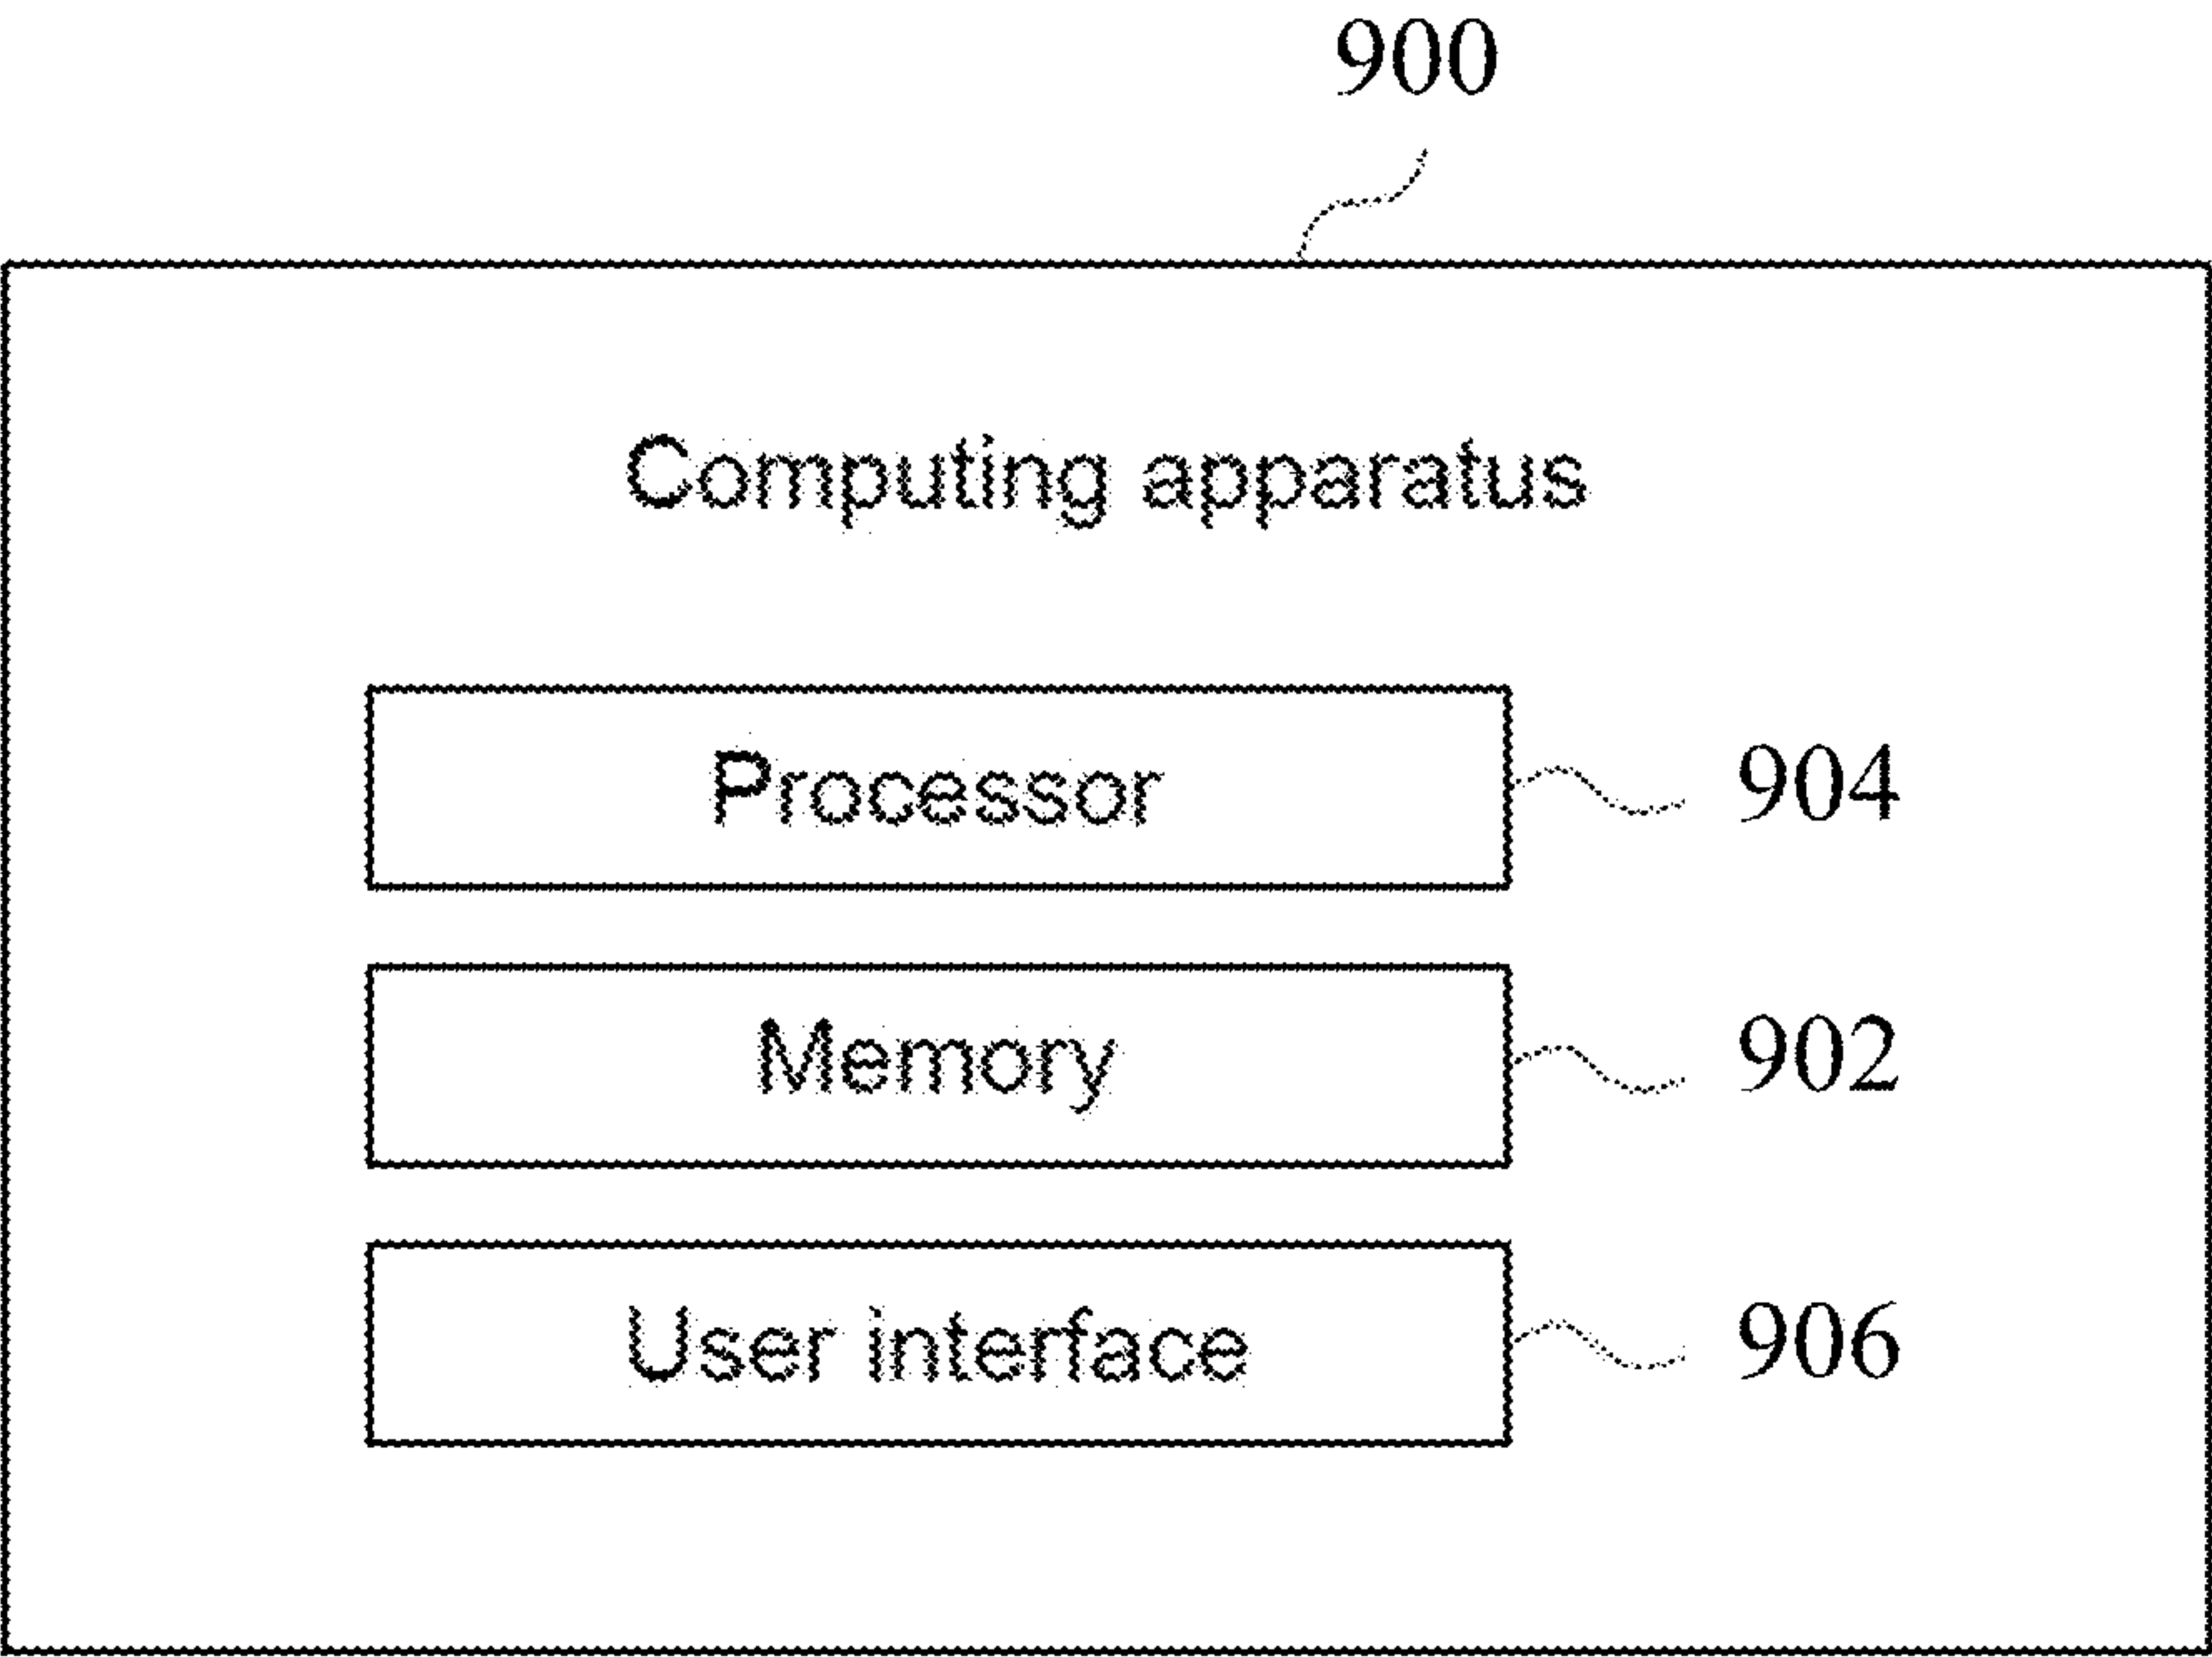 900
Computing apparatus
Processor 904
Memory 902
User interface 906